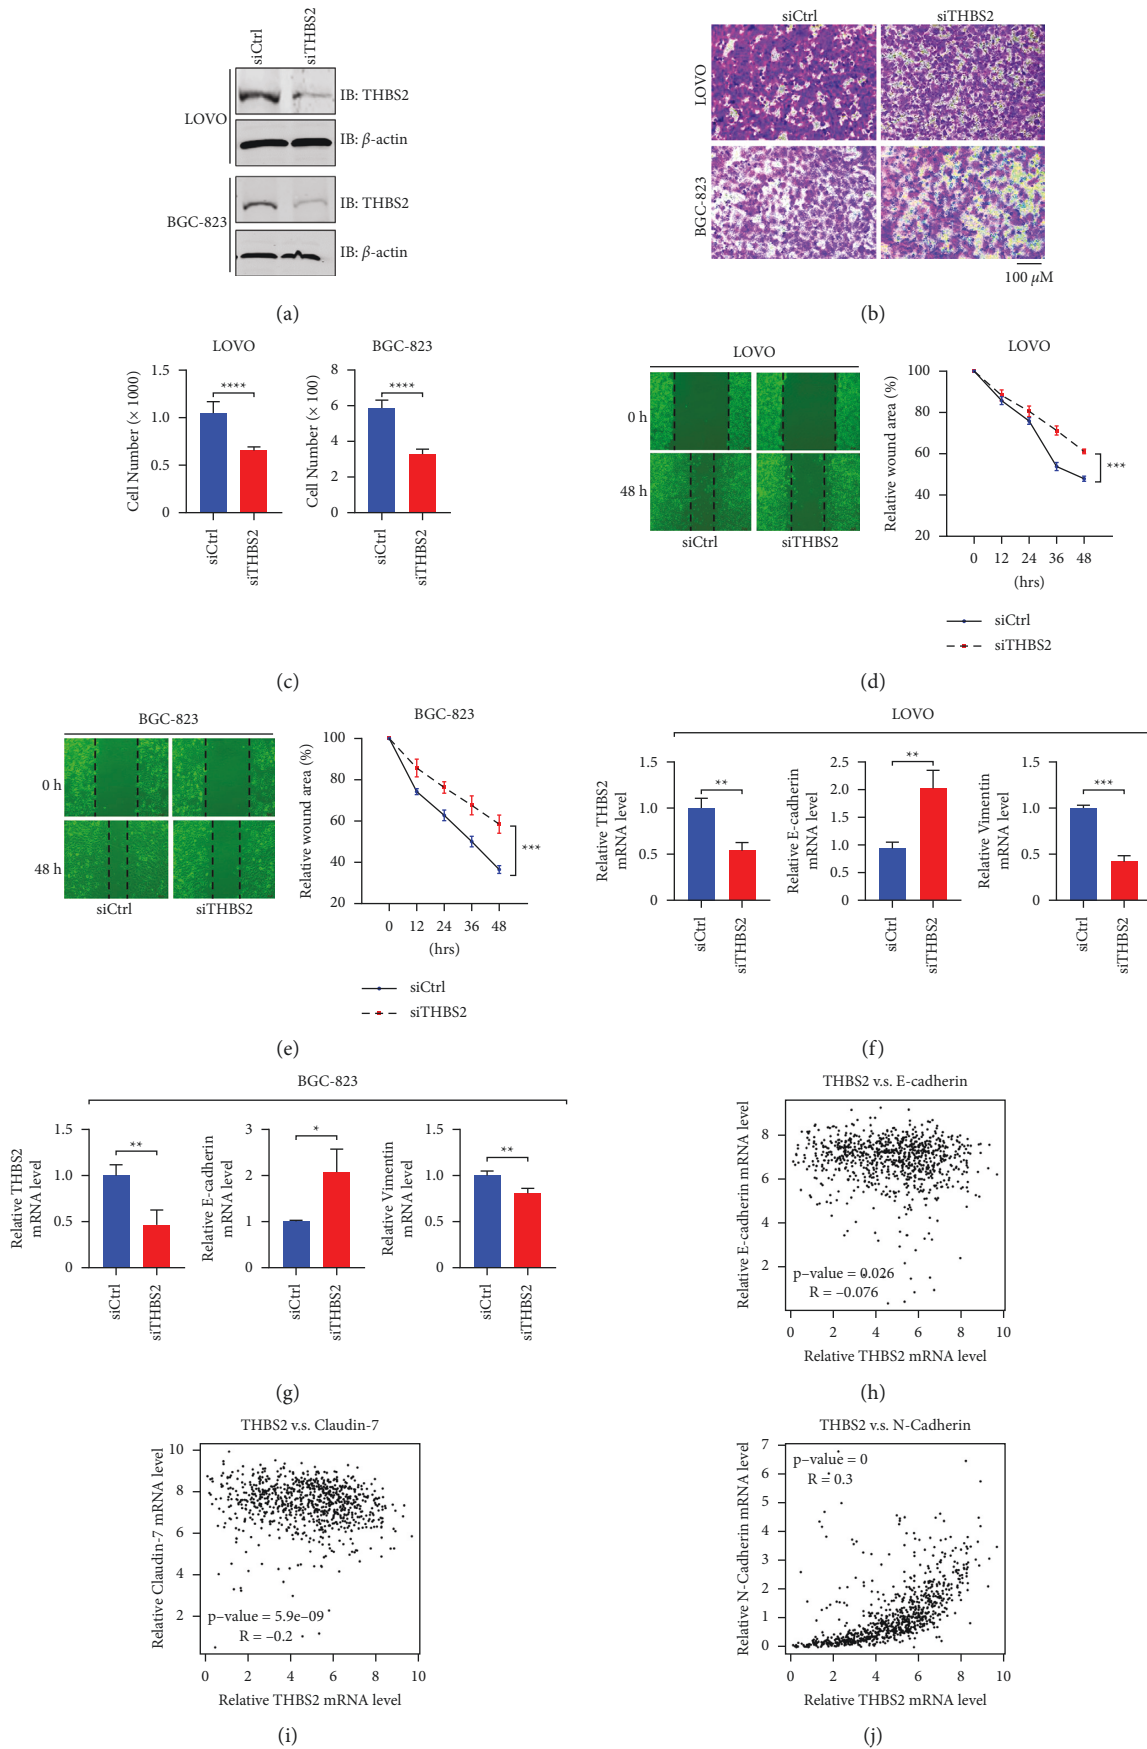 siCtrl
siTHBS2
LOVO
IB: THBS2
IB: β-actin
BGC-823
IB: THBS2
IB: β-actin
(a)
siCtrl
siTHBS2
LOVO
BGC-823
100 μM
(b)
LOVO
Cell Number (× 1000)
1.5
1.0
0.5
0
****
siCtrl
siTHBS2
BGC-823
Cell Number (× 100)
8
6
4
2
0
****
siCtrl
siTHBS2
(c)
LOVO
0 h
48 h
siCtrl
siTHBS2
LOVO
Relative wound area (%)
100
80
60
40
20
***
0 12 24 36 48
(hrs)
siCtrl
siTHBS2
(d)
BGC-823
0 h
48 h
siCtrl
siTHBS2
BGC-823
Relative wound area (%)
100
80
60
40
20
***
0 12 24 36 48
(hrs)
siCtrl
siTHBS2
(e)
LOVO
Relative THBS2
mRNA level
1.5
1.0
0.5
0
**
siCtrl
siTHBS2
Relative E-cadherin
mRNA level
2.5
2.0
1.5
1.0
0.5
0
**
siCtrl
siTHBS2
Relative Vimentin
mRNA level
1.5
1.0
0.5
0
***
siCtrl
siTHBS2
(f)
BGC-823
Relative THBS2
mRNA level
1.5
1.0
0.5
0
**
siCtrl
siTHBS2
Relative E-cadherin
mRNA level
3
2
1
0
*
siCtrl
siTHBS2
Relative Vimentin
mRNA level
1.5
1.0
0.5
0
**
siCtrl
siTHBS2
(g)
THBS2 v.s. E-cadherin
Relative E-cadherin mRNA level
8
6
4
2
p–value = 0.026
R = –0.076
0 2 4 6 8 10
Relative THBS2 mRNA level
(h)
THBS2 v.s. Claudin-7
Relative Claudin-7 mRNA level
10
8
6
4
2
p–value = 5.9e–09
R = –0.2
0 2 4 6 8 10
Relative THBS2 mRNA level
(i)
THBS2 v.s. N-Cadherin
Relative N-Cadherin mRNA level
7
6
5
4
3
2
1
0
p–value = 0
R = 0.3
0 2 4 6 8 10
Relative THBS2 mRNA level
(j)